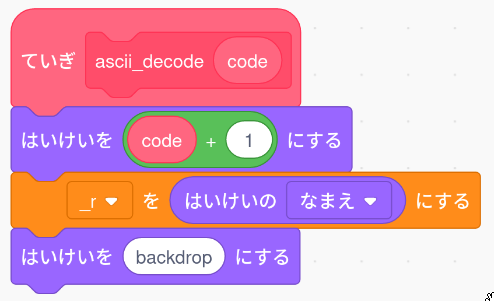 ていぎ ascii_decode code
はいけいを code + 1 にする
_r を はいけいの なまえ にする
はいけいを backdrop にする